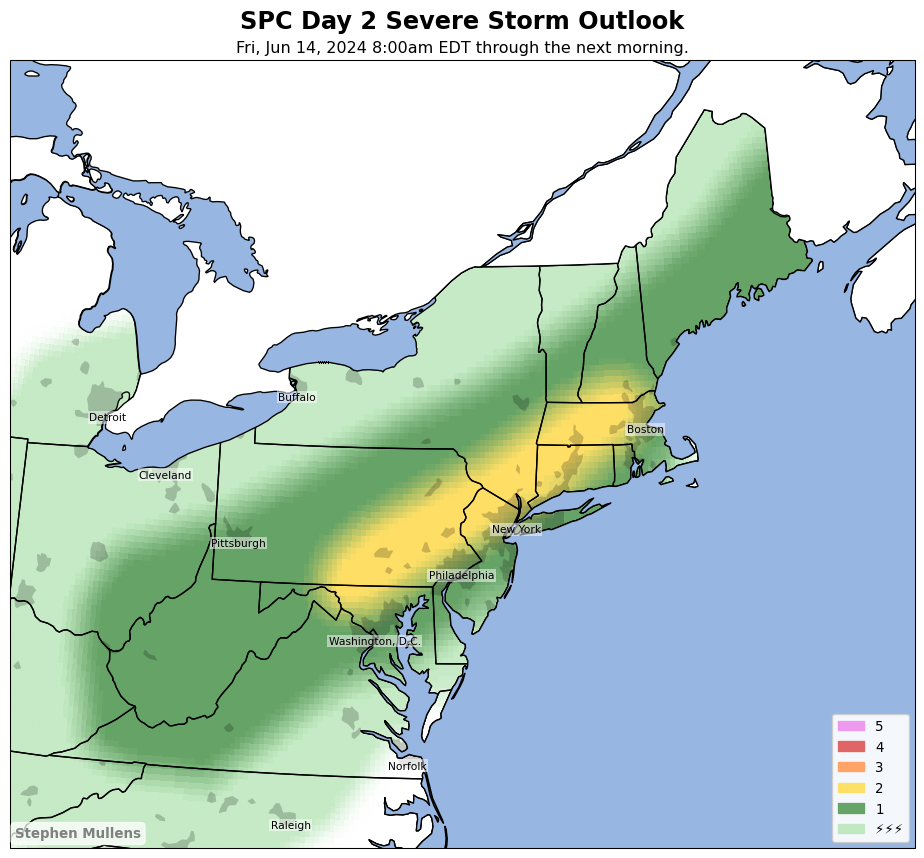 SPC Day 2 Severe Storm Outlook
Fri, Jun 14, 2024 8:00am EDT through the next morning.
Buffalo
Detroit
Boston
Cleveland
New York
Pittsburgh
Philadelphia
Washington, D.C.
Norfolk
Raleigh
5
4
3
2
1
⚡⚡⚡
Stephen Mullens